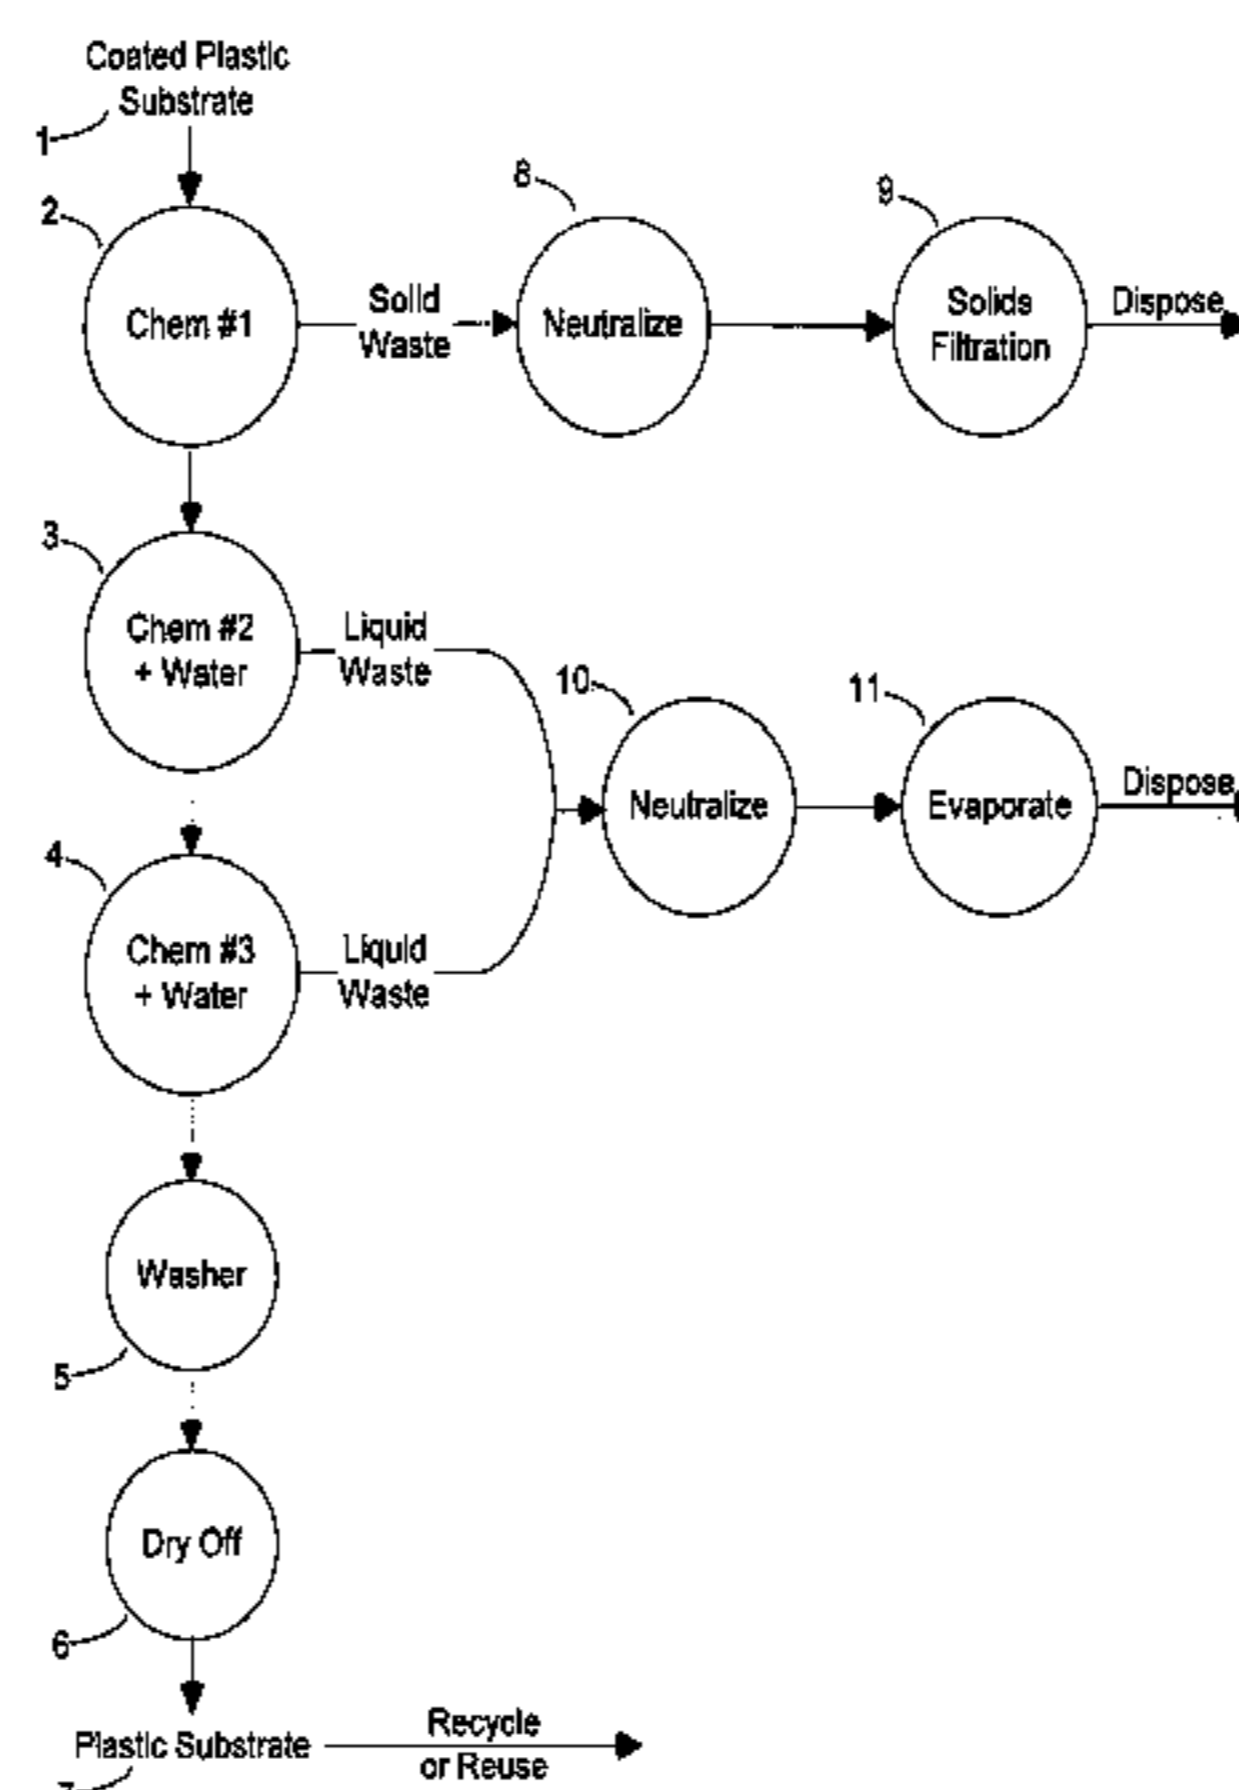 Coated Plastic
Substrate
1
2
Chem #1
Solid
Waste
8
Neutralize
9
Solids
Filtration
Dispose
3
Chem #2
+ Water
Liquid
Waste
10
Neutralize
11
Evaporate
Dispose
4
Chem #3
+ Water
Liquid
Waste
Washer
5
Dry Off
6
Plastic Substrate
Recycle
or Reuse